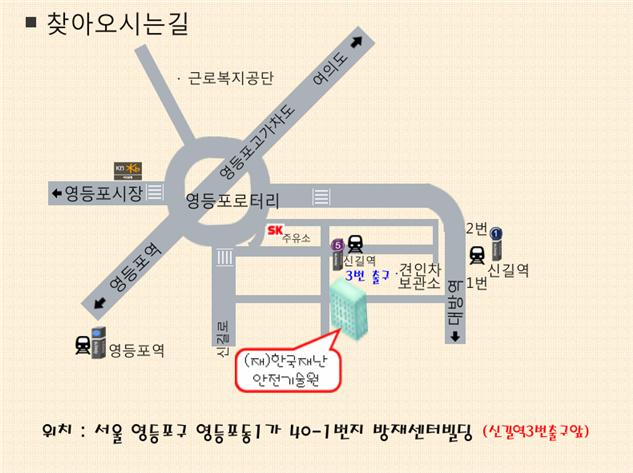 찾아오시는길
· 근로복지공단
여의도
영등포고가차도
영등포시장
영등포로터리
SK 주유소
2번
1
5
신길역
3번 출구
·견인차
보관소
신길역
1번
영등포역
대방역
영등포역
신길로
(재)한국재난
안전기술원
위치 : 서울 영등포구 영등포동1가 40-1번지 방재센터빌딩 (신길역3번출구앞)